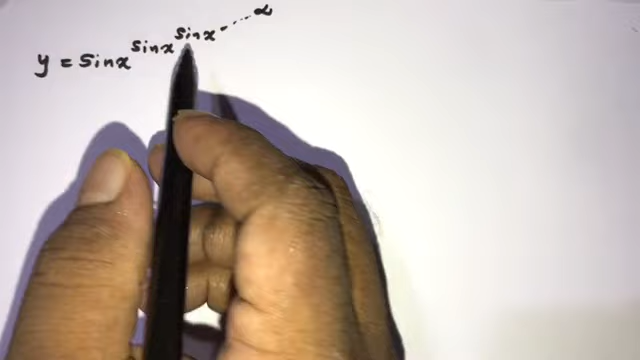 y = sinx^sinx^sinx^.....∞